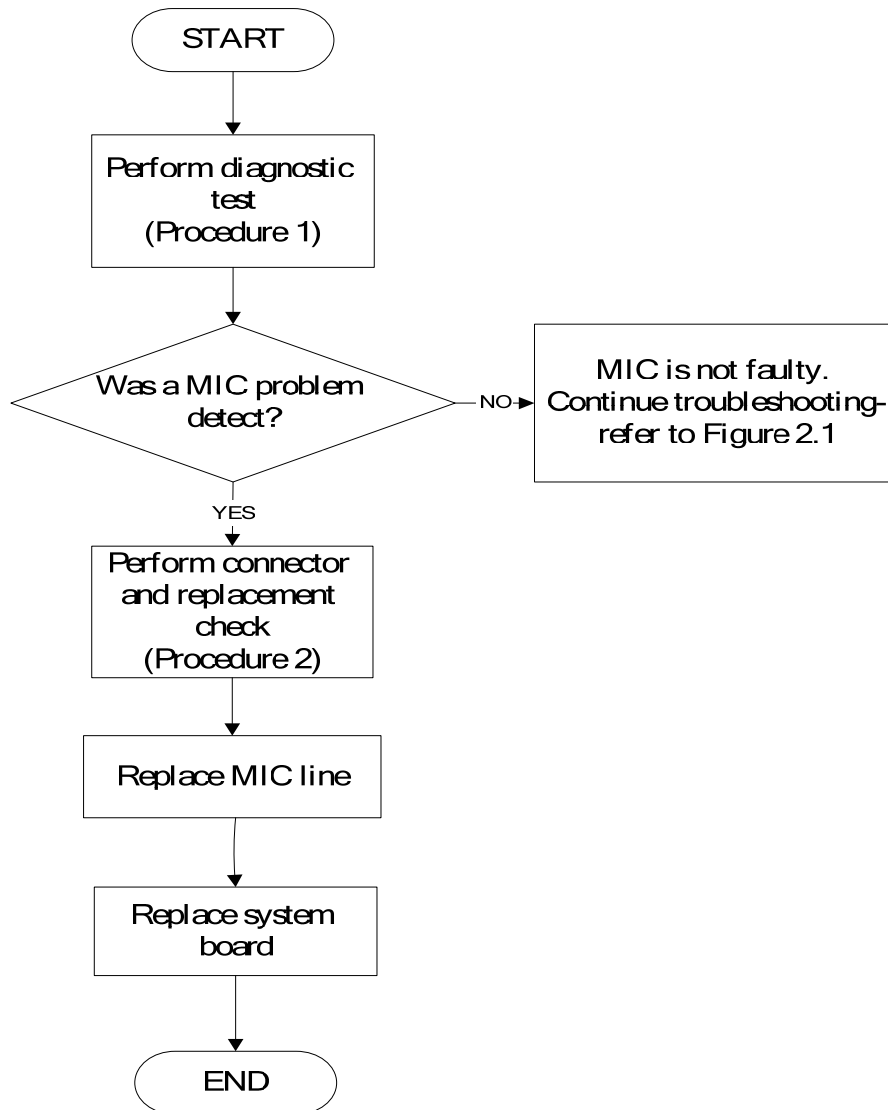 START
Perform diagnostic
test
(Procedure 1)
Was a MIC problem
detect?
NO
MIC is not faulty.
Continue troubleshooting-
refer to Figure 2.1
YES
Perform connector
and replacement
check
(Procedure 2)
Replace MIC line
Replace system
board
END